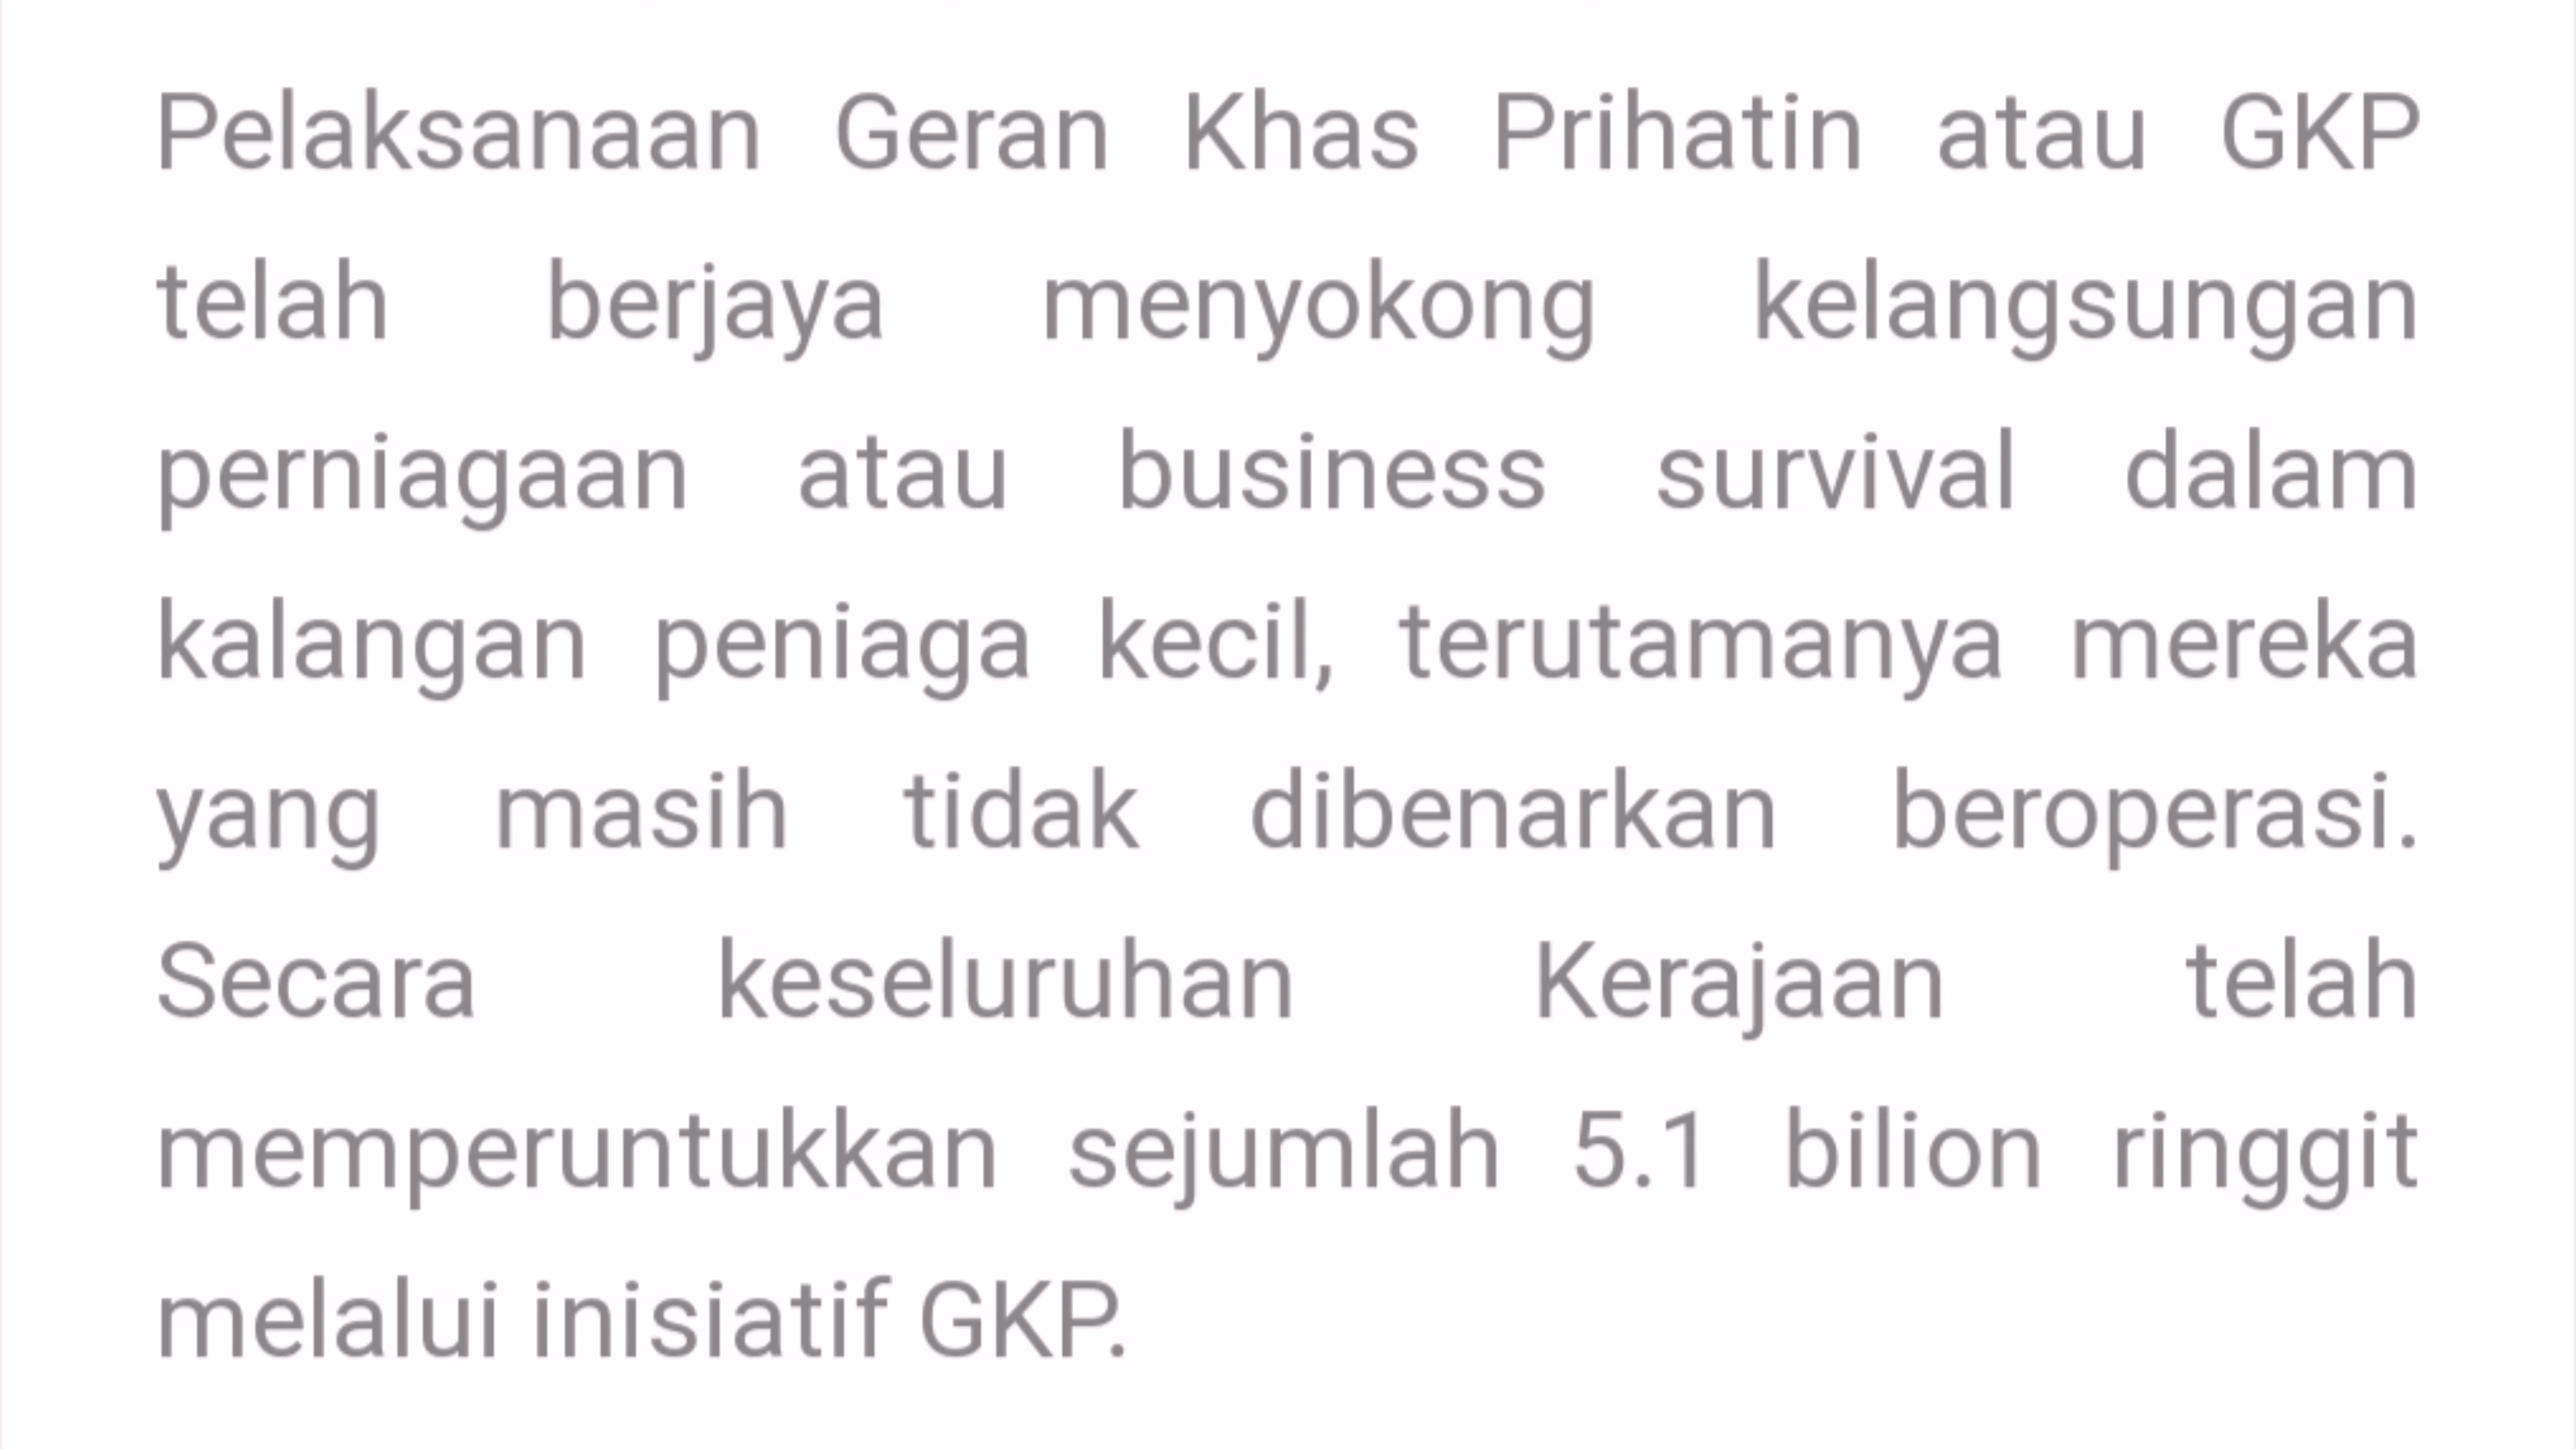 Pelaksanaan Geran Khas Prihatin atau GKP
telah berjaya menyokong kelangsungan
perniagaan atau business survival dalam
kalangan peniaga kecil, terutamanya mereka
yang masih tidak dibenarkan beroperasi.
Secara keseluruhan Kerajaan telah
memperuntukkan sejumlah 5.1 bilion ringgit
melalui inisiatif GKP.